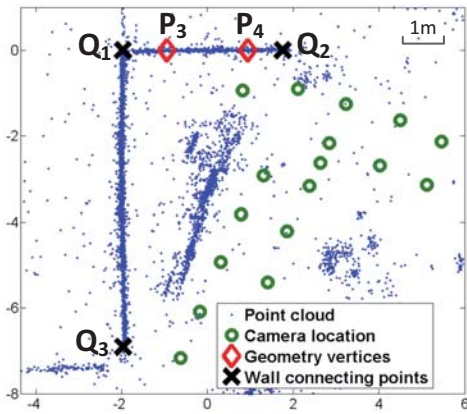 P3 P4
Q1 Q2
1m
0
-2
-4
-6
Q3
-8
Point cloud
Camera location
Geometry vertices
Wall connecting points
-4 -2 0 2 4 6